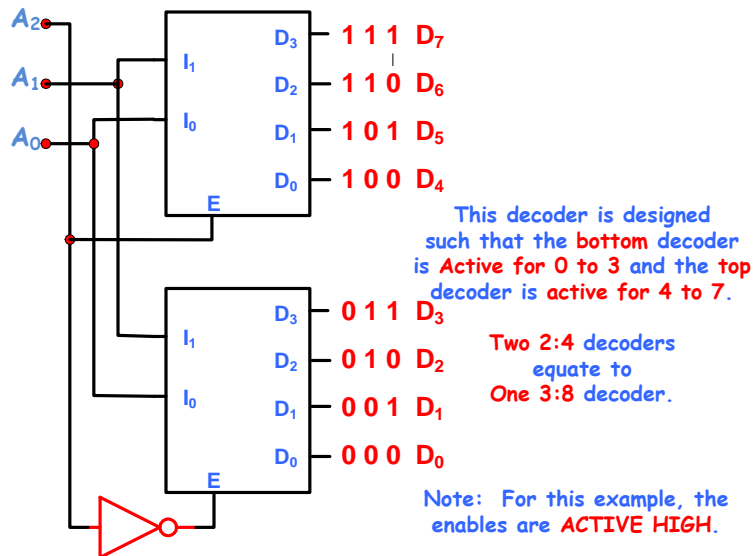 A2
A1
A0
I1
I0
D3
D2
D1
D0
E
1 1 1 D7
1 1 0 D6
1 0 1 D5
1 0 0 D4
This decoder is designed
such that the bottom decoder
is Active for 0 to 3 and the top
decoder is active for 4 to 7.
I1
I0
D3
D2
D1
D0
E
0 1 1 D3
0 1 0 D2
0 0 1 D1
0 0 0 D0
Two 2:4 decoders
equate to
One 3:8 decoder.
Note: For this example, the
enables are ACTIVE HIGH.